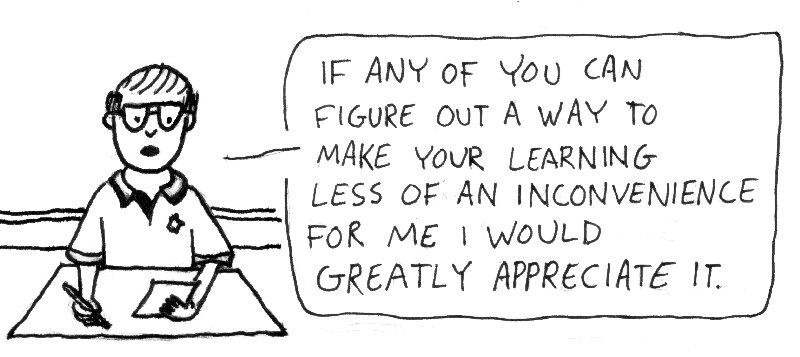 IF ANY OF YOU CAN
FIGURE OUT A WAY TO
MAKE YOUR LEARNING
LESS OF AN INCONVENIENCE
FOR ME I WOULD
GREATLY APPRECIATE IT.